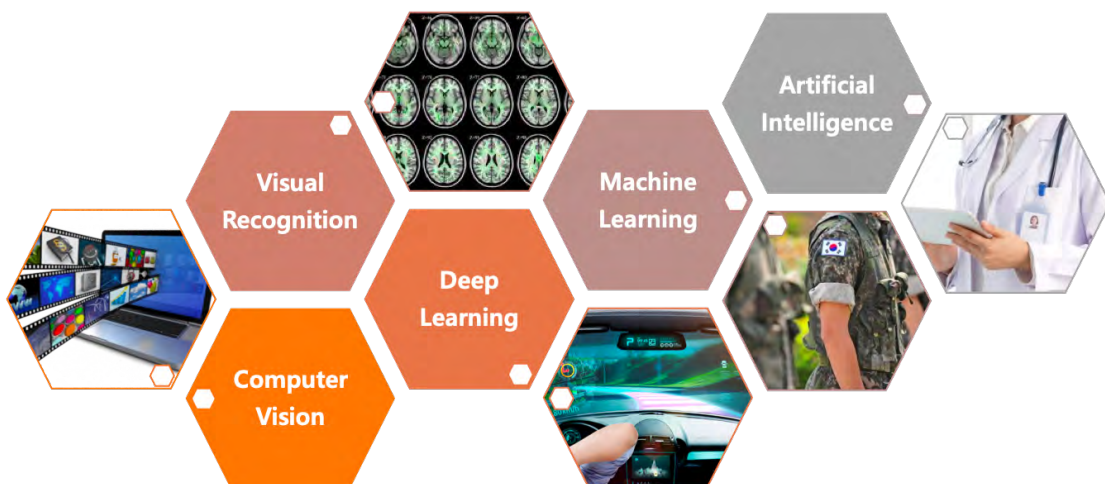 Artificial
Intelligence
Visual
Recognition
Machine
Learning
Deep
Learning
Computer
Vision